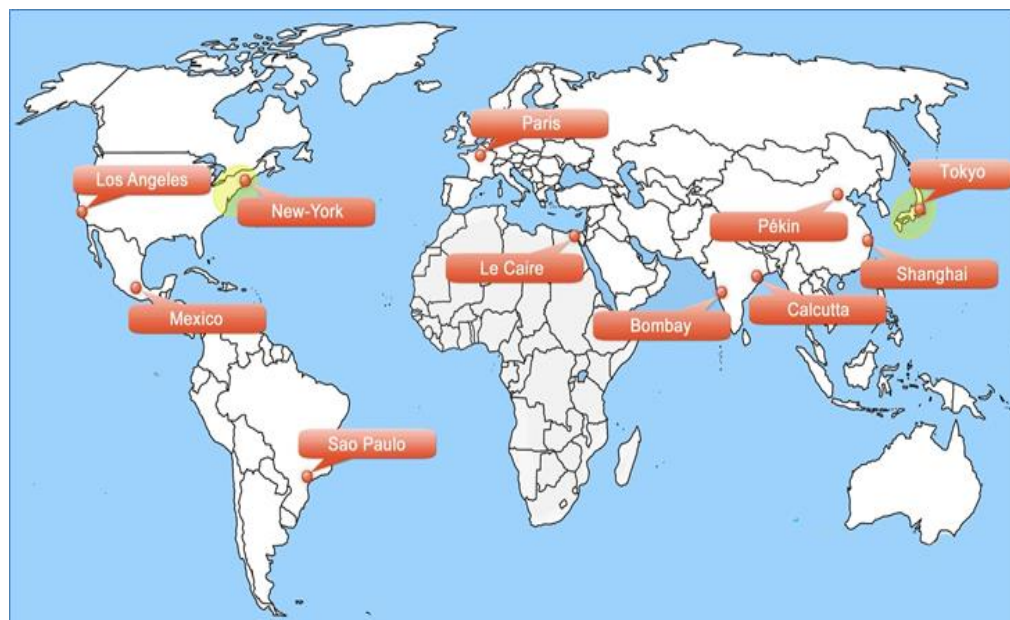 Paris
Los Angeles
Tokyo
New-York
Pékin
Le Caire
Shanghai
Mexico
Bombay
Calcutta
Sao Paulo